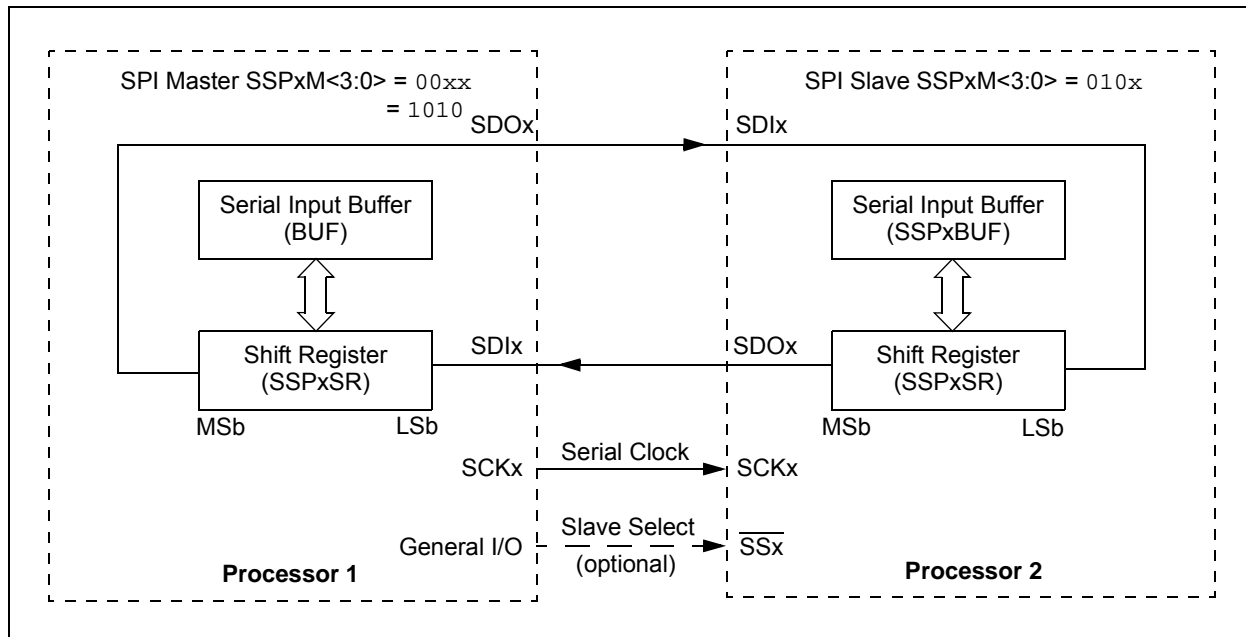 SPI Master SSPxM<3:0> = 00xx
= 1010
SDOx
Serial Input Buffer
(BUF)
Shift Register
(SSPxSR)
MSb
LSb
SDIx
SCKx
General I/O
Processor 1
Serial Clock
Slave Select
(optional)
SPI Slave SSPxM<3:0> = 010x
SDIx
Serial Input Buffer
(SSPxBUF)
SDOx
Shift Register
(SSPxSR)
MSb
LSb
SCKx
S̅S̅x̅
Processor 2